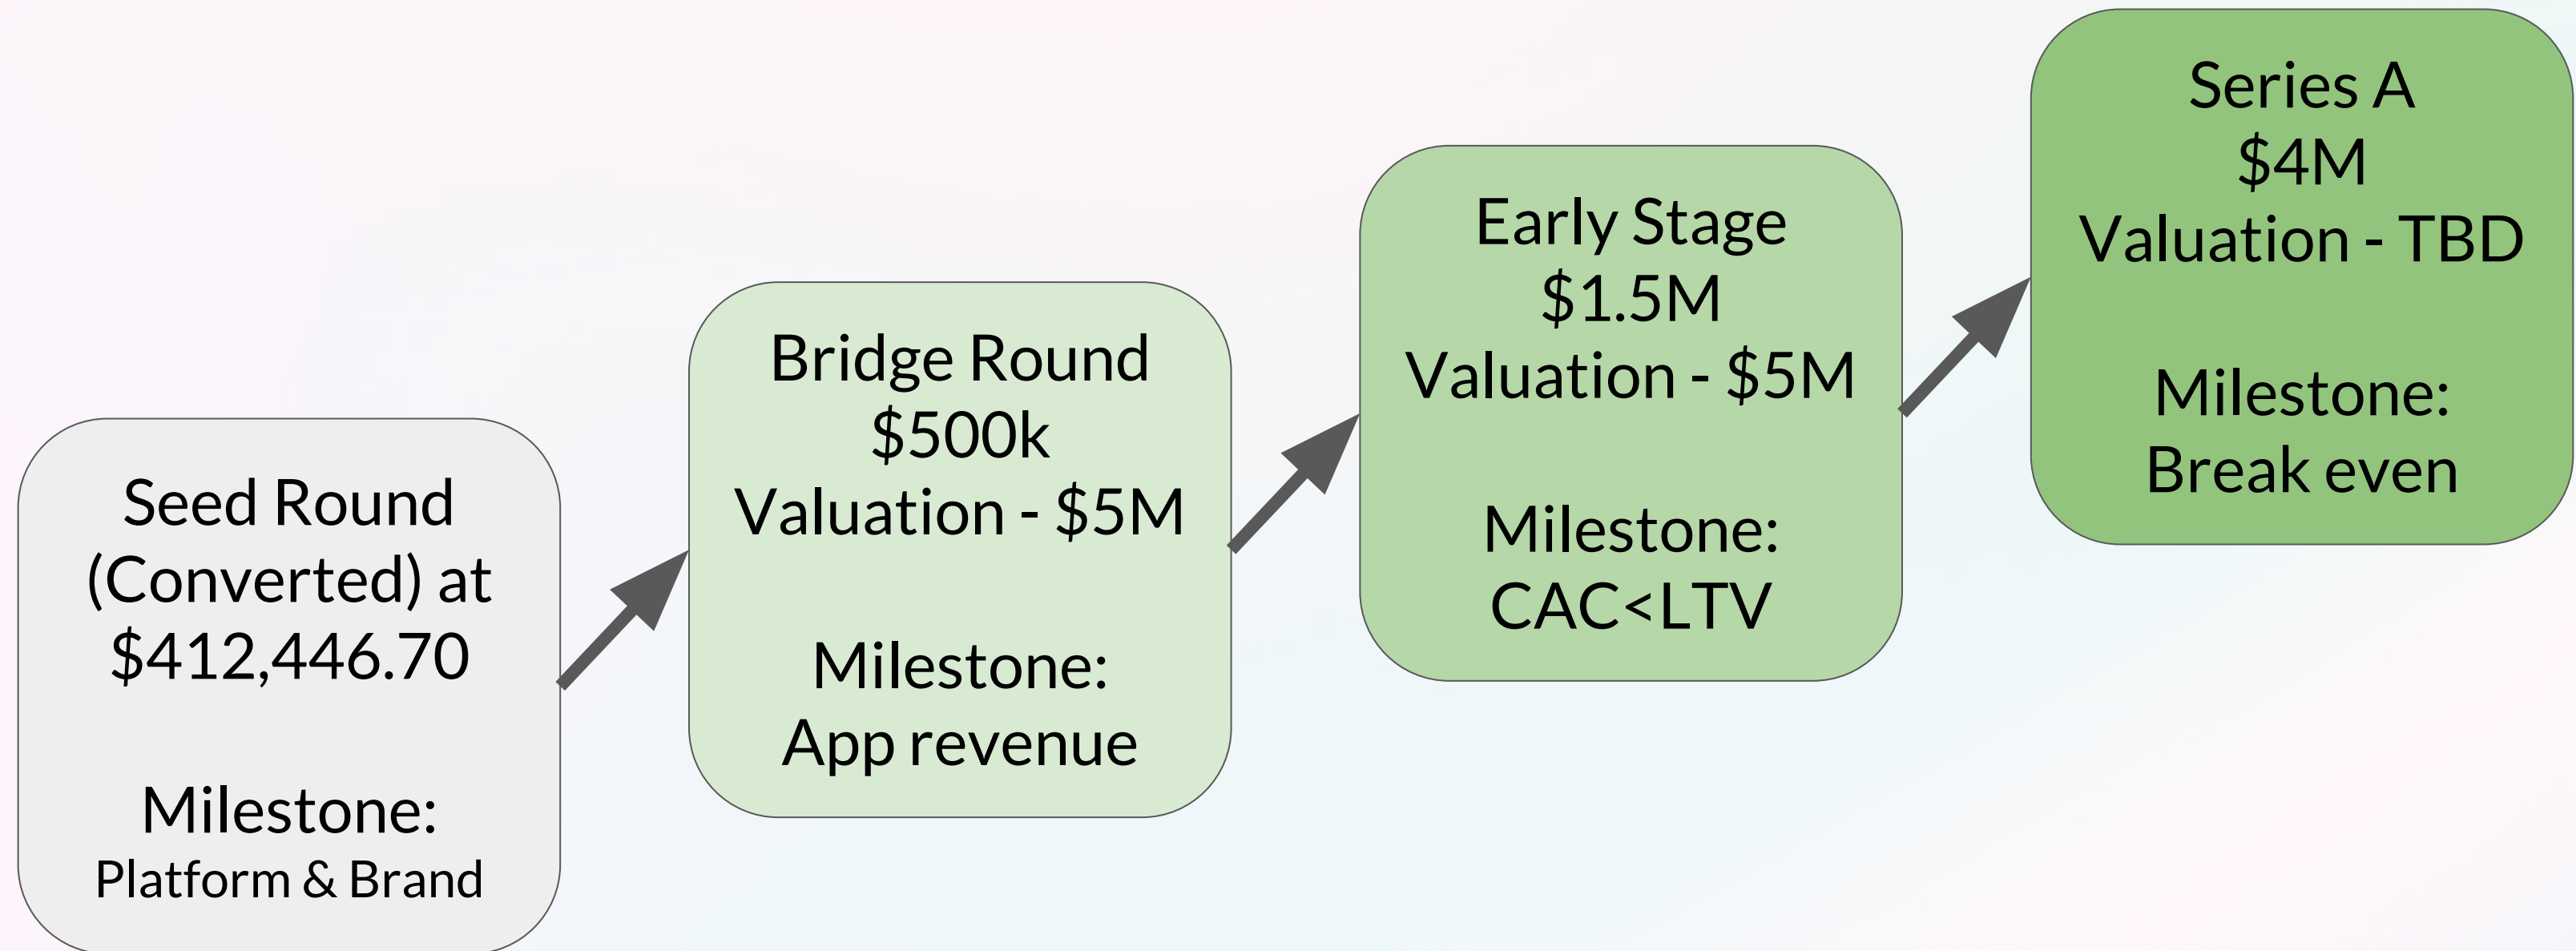 Seed Round
(Converted) at
$412,446.70
Milestone:
Platform & Brand
Bridge Round
$500k
Valuation - $5M
Milestone:
App revenue
Early Stage
$1.5M
Valuation - $5M
Milestone:
CAC<LTV
Series A
$4M
Valuation - TBD
Milestone:
Break even